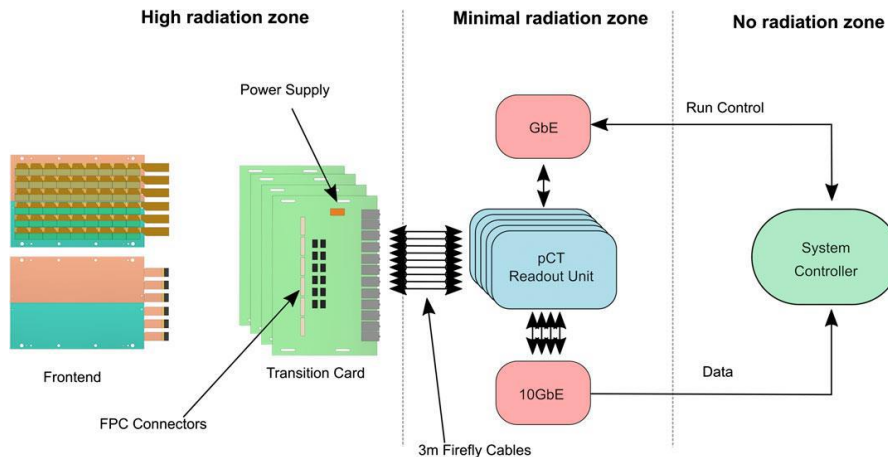 High radiation zone
Minimal radiation zone
No radiation zone
Power Supply
GbE
Run Control
pCT
Readout Unit
System
Controller
Frontend
Transition Card
FPC Connectors
10GbE
Data
3m Firefly Cables